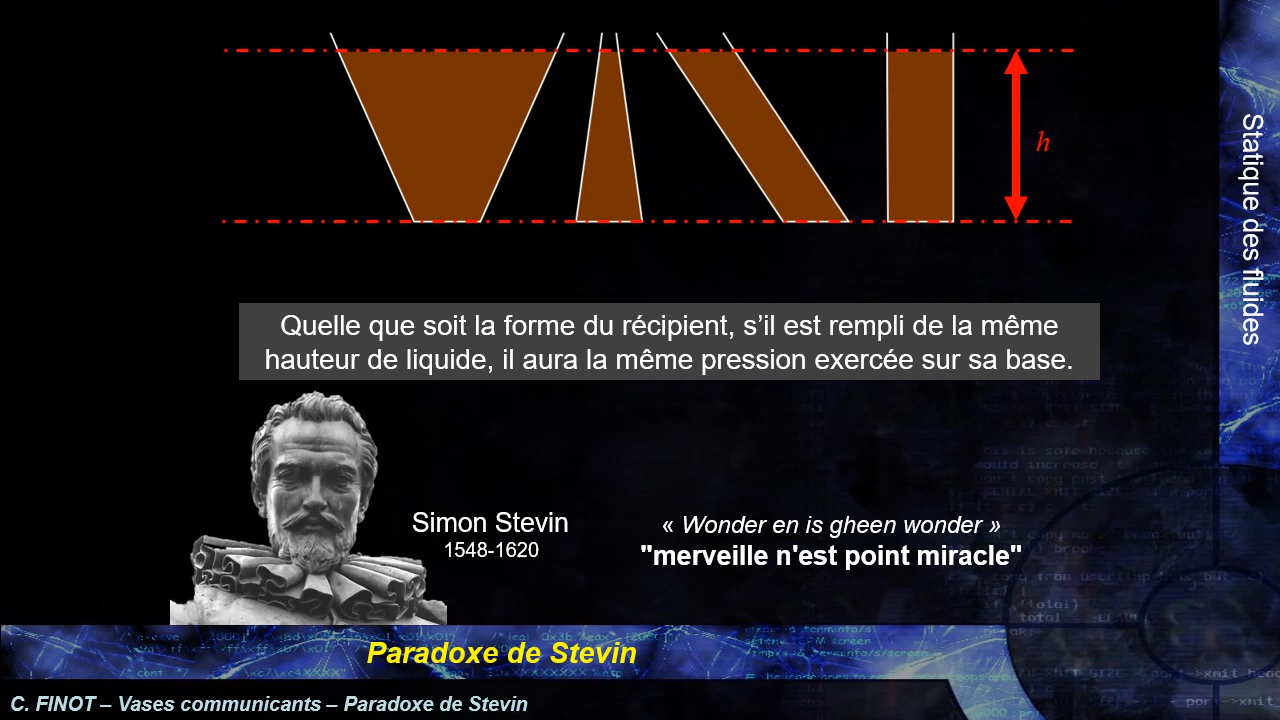 h
Statique des fluides
Quelle que soit la forme du récipient, s’il est rempli de la même
hauteur de liquide, il aura la même pression exercée sur sa base.
Simon Stevin
1548-1620
« Wonder en is gheen wonder »
"merveille n'est point miracle"
Paradoxe de Stevin
C. FINOT – Vases communicants – Paradoxe de Stevin